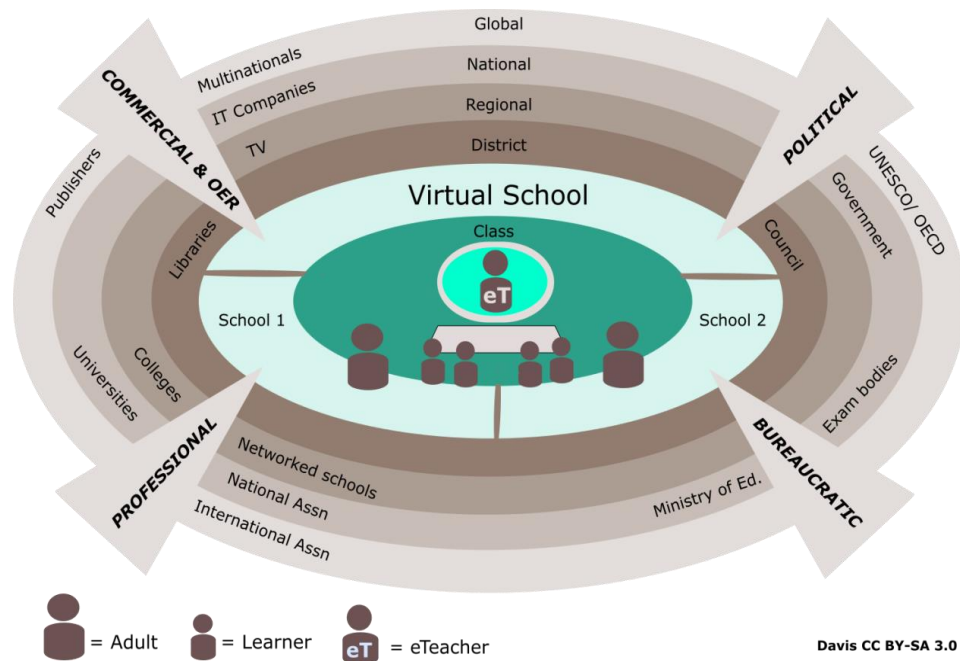 Global
Multinationals
National
IT Companies
Regional
TV
District
COMMERCIAL & OER
POLITICAL
Publishers
Libraries
Virtual School
Class
eT
Council
Government
UNESCO/ OECD
School 1
School 2
Universities
Colleges
Exam bodies
PROFESSIONAL
BUREAUCRATIC
Networked schools
National Assn
International Assn
Ministry of Ed.
= Adult
= Learner
eT
= eTeacher
Davis CC BY-SA 3.0